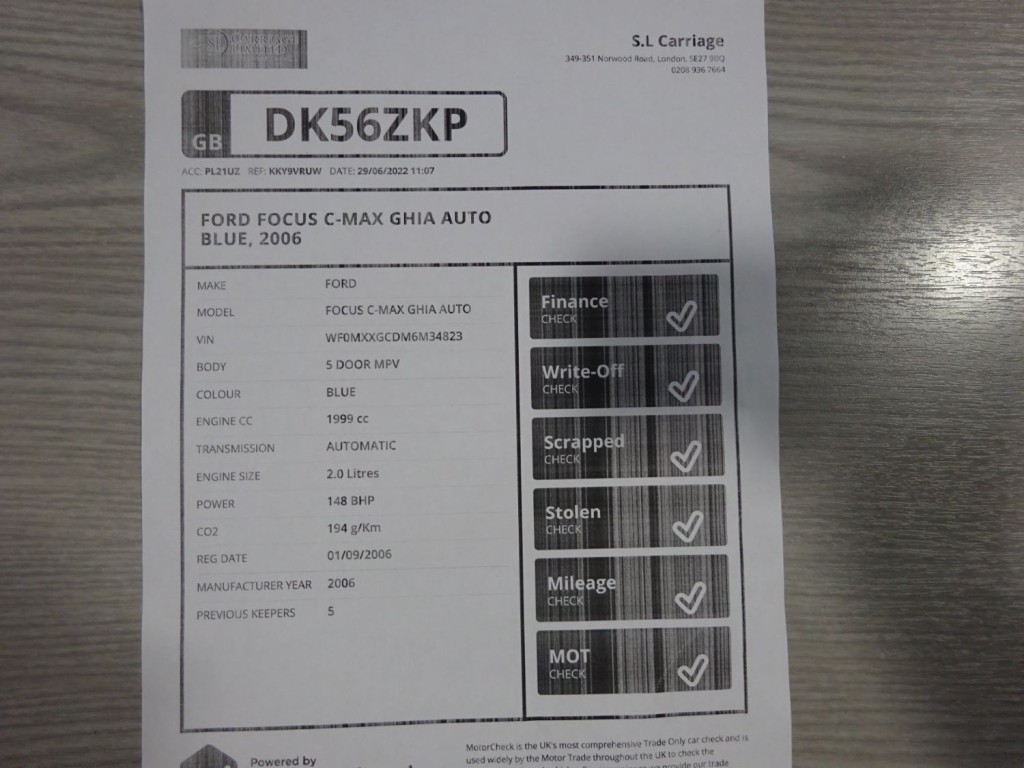 CARRIAGE
LIMITED
S.L Carriage
349-351 Norwood Road, London, SE27 9BQ
0208 936 7664
GB DK56ZKP
ACC: PL21UZ REF: KKY9VRUW DATE: 29/06/2022 11:07
FORD FOCUS C-MAX GHIA AUTO
BLUE, 2006
MAKE FORD
MODEL FOCUS C-MAX GHIA AUTO
VIN WF0MXXGCDM6M34823
BODY 5 DOOR MPV
COLOUR BLUE
ENGINE CC 1999 cc
TRANSMISSION AUTOMATIC
ENGINE SIZE 2.0 Litres
POWER 148 BHP
CO2 194 g/Km
REG DATE 01/09/2006
MANUFACTURER YEAR 2006
PREVIOUS KEEPERS 5
Finance
CHECK
Write-Off
CHECK
Scrapped
CHECK
Stolen
CHECK
Mileage
CHECK
MOT
CHECK
Powered by
MotorCheck is the UK's most comprehensive Trade Only car check and is
used widely by the Motor Trade throughout the UK to check the
provide our trade